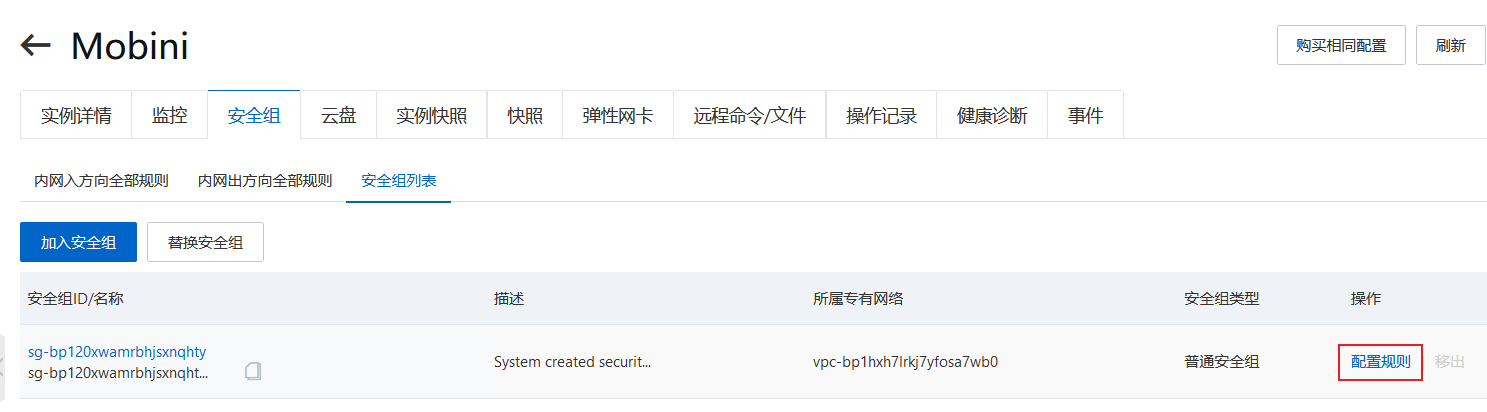 Mobini
购买相同配置 刷新
实例详情 监控 安全组 云盘 实例快照 快照 弹性网卡 远程命令/文件 操作记录 健康诊断 事件
内网入方向全部规则 内网出方向全部规则 安全组列表
加入安全组 替换安全组
安全组ID/名称 描述 所属专有网络 安全组类型 操作
sg-bp120xwamrbhjsxnqhty
sg-bp120xwamrbhjsxnqht... System created securit... vpc-bp1hxh7lrkj7yfosa7wb0 普通安全组 配置规则 移出